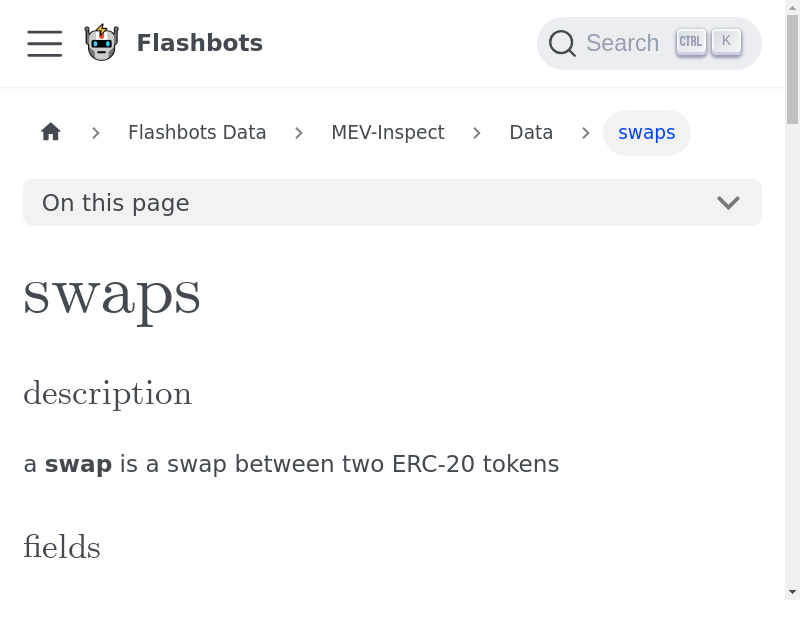 Flashbots
Search CTRL K
Flashbots Data
MEV-Inspect
Data
swaps
On this page
swaps
description
a swap is a swap between two ERC-20 tokens
fields